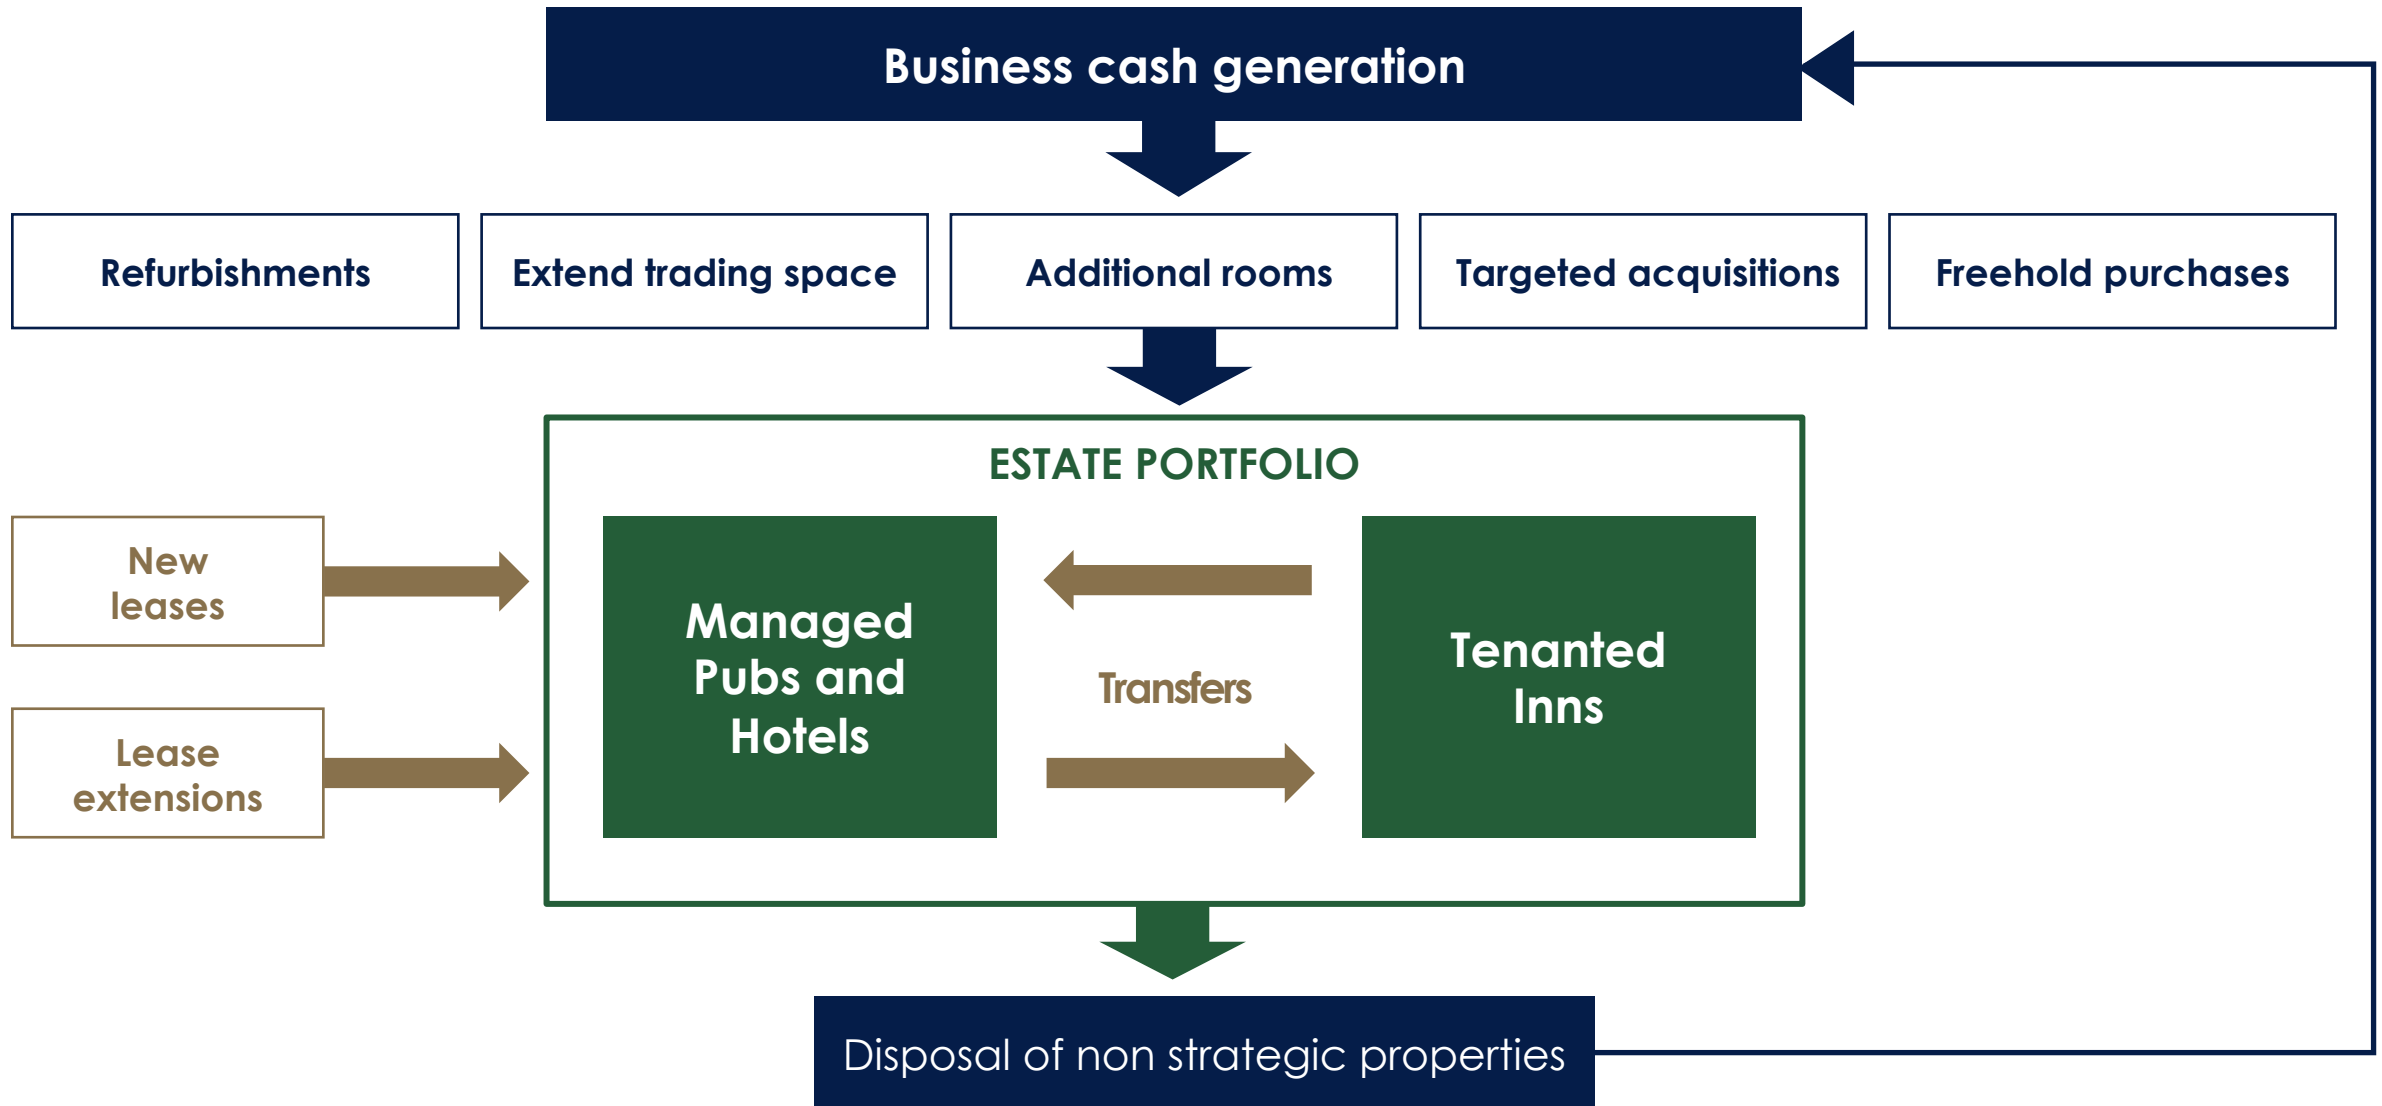 Business cash generation
Refurbishments
Extend trading space
Additional rooms
Targeted acquisitions
Freehold purchases
ESTATE PORTFOLIO
New
leases
Lease
extensions
Managed
Pubs and
Hotels
Transfers
Tenanted
Inns
Disposal of non strategic properties